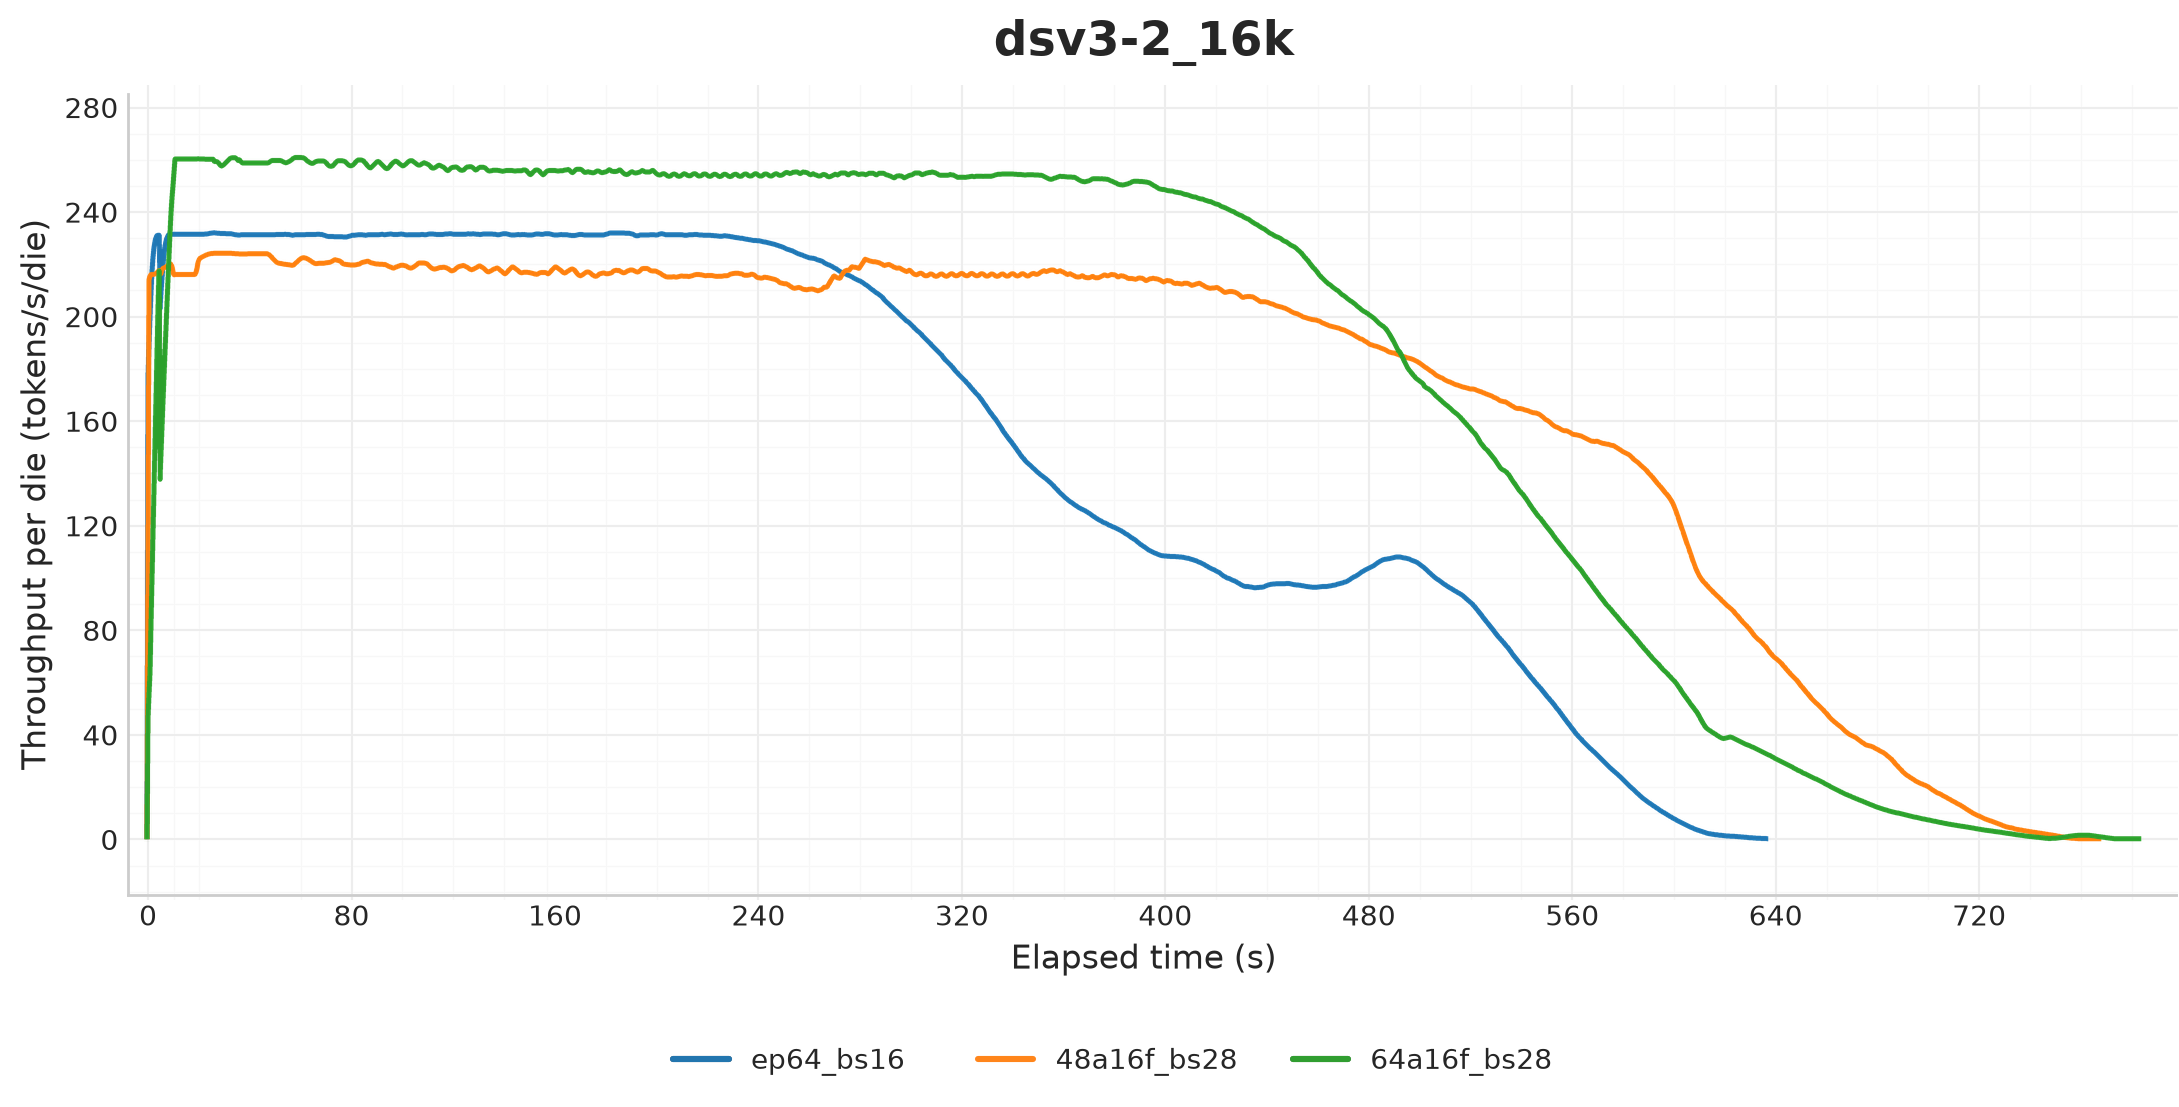 dsv3-2_16k
Throughput per die (tokens/s/die)
280
240
200
160
120
80
40
0
0 80 160 240 320 400 480 560 640 720
Elapsed time (s)
ep64_bs16 48a16f_bs28 64a16f_bs28